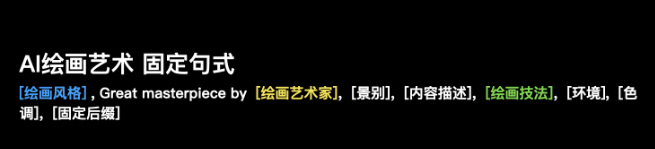 AI绘画艺术 固定句式
[绘画风格] , Great masterpiece by [绘画艺术家], [景别], [内容描述], [绘画技法], [环境], [色
调], [固定后缀]